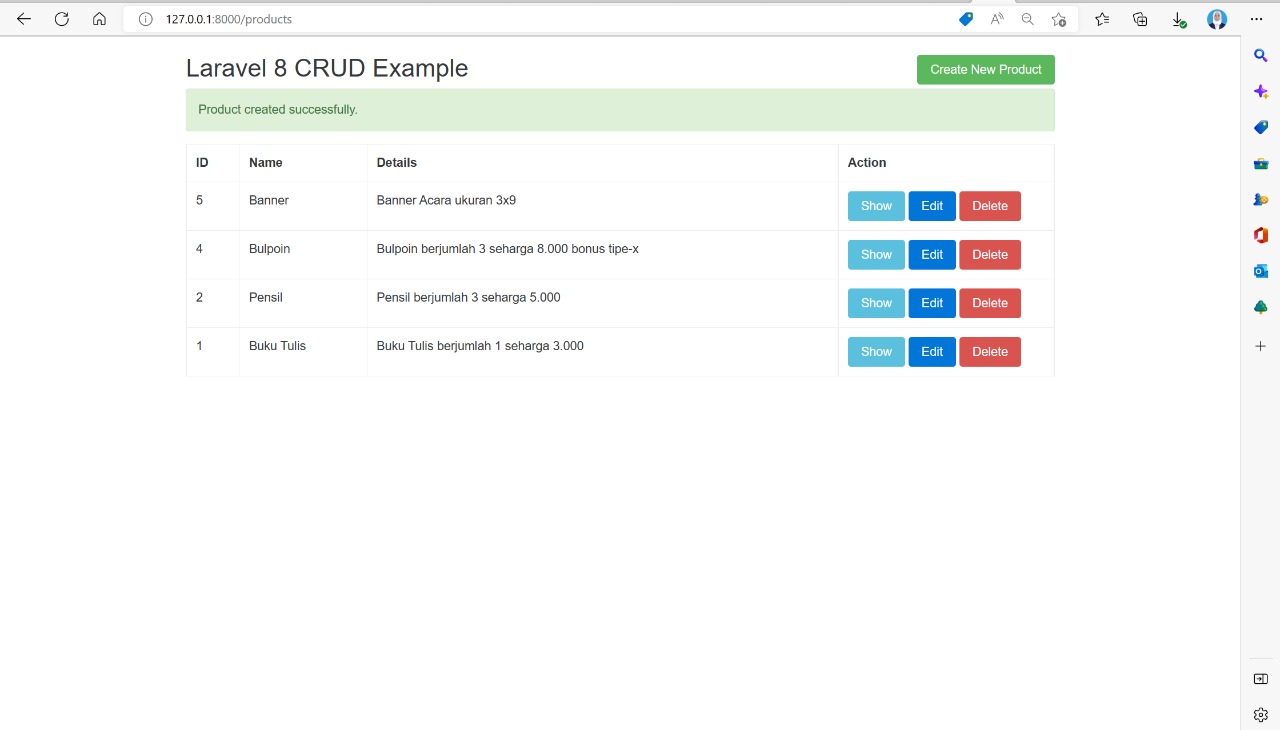 127.0.0.1:8000/products
Laravel 8 CRUD Example
Create New Product
Product created successfully.
ID Name Details Action
5 Banner Banner Acara ukuran 3x9 Show Edit Delete
4 Bulpoin Bulpoin berjumlah 3 seharga 8.000 bonus tipe-x Show Edit Delete
2 Pensil Pensil berjumlah 3 seharga 5.000 Show Edit Delete
1 Buku Tulis Buku Tulis berjumlah 1 seharga 3.000 Show Edit Delete